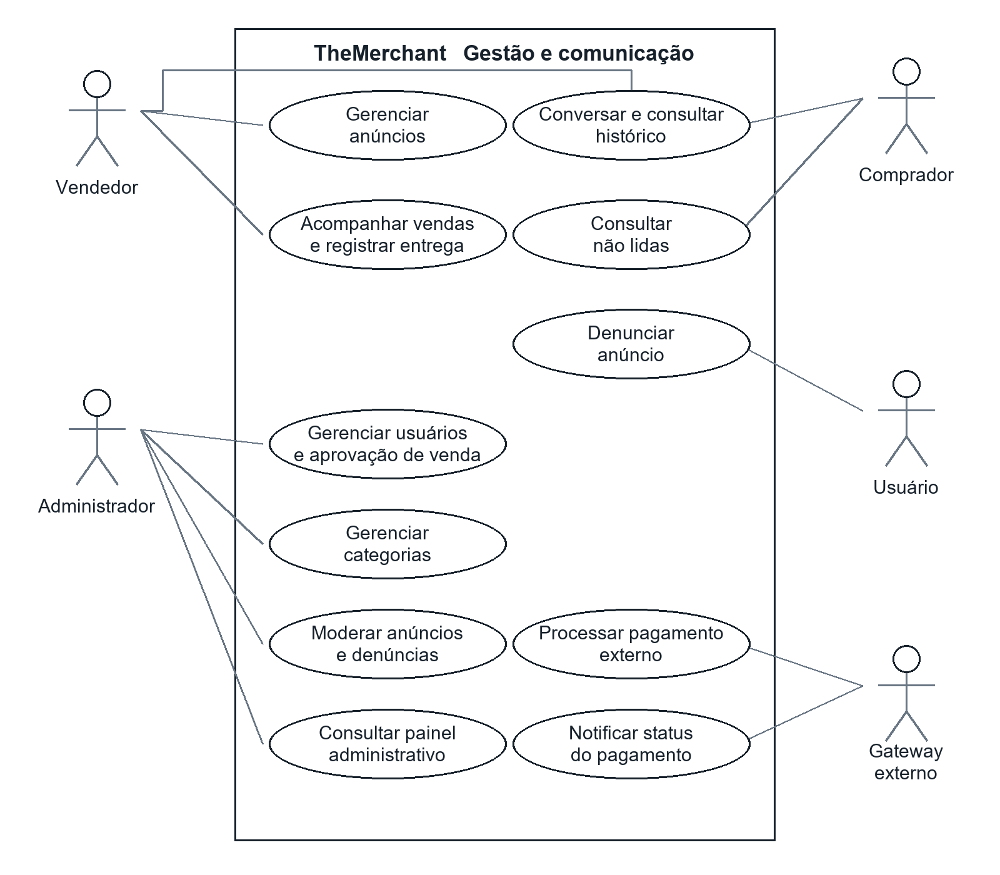 TheMerchant   Gestão e comunicação
Gerenciar
anúncios
Conversar e consultar
histórico
Vendedor
Comprador
Acompanhar vendas
e registrar entrega
Consultar
não lidas
Denunciar
anúncio
Gerenciar usuários
e aprovação de venda
Administrador
Usuário
Gerenciar
categorias
Moderar anúncios
e denúncias
Processar pagamento
externo
Consultar painel
administrativo
Notificar status
do pagamento
Gateway
externo